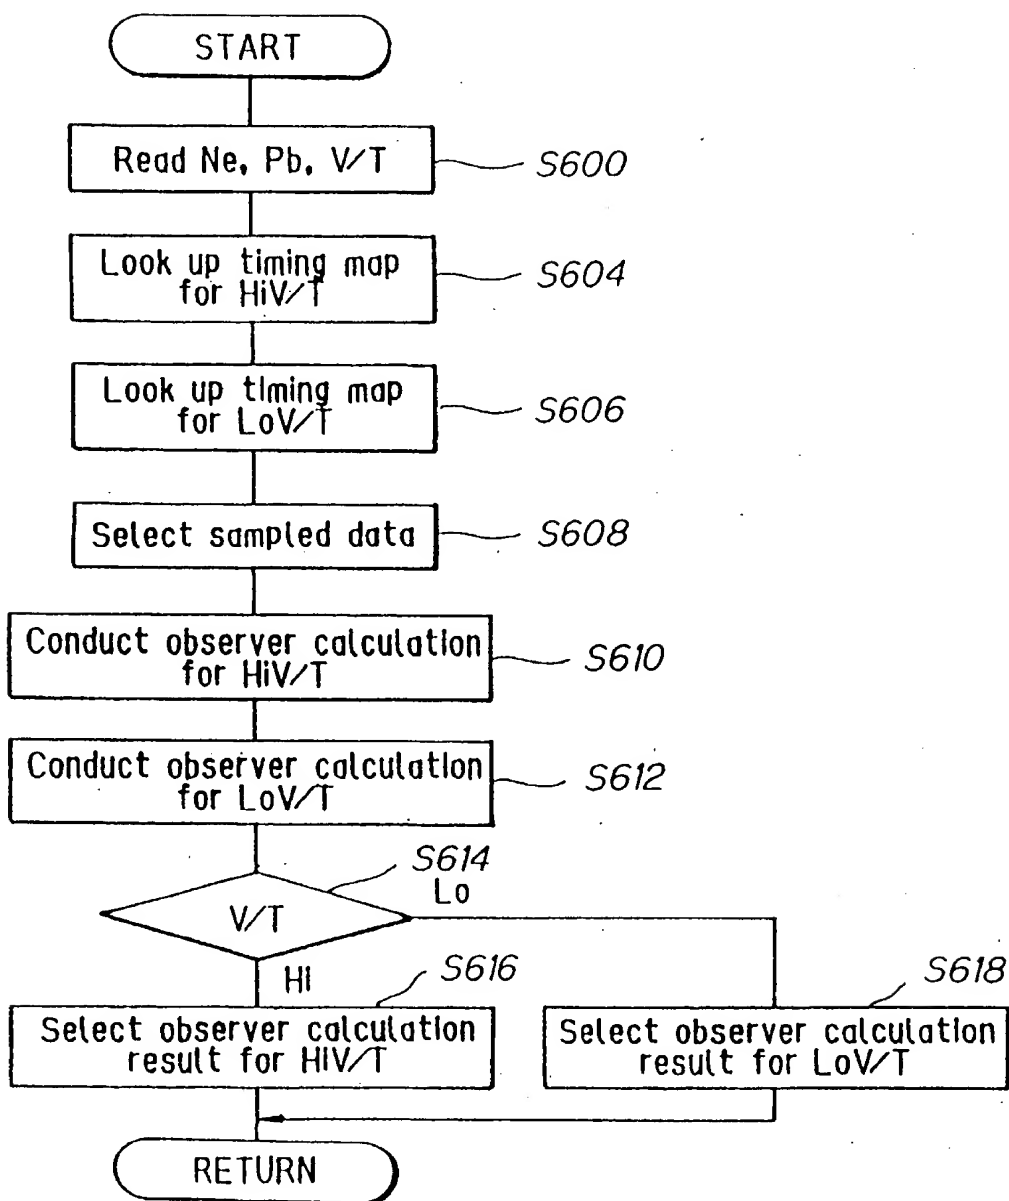 START
Read Ne, Pb, V/T
S600
Look up timing map
for HiV/T
S604
Look up timing map
for LoV/T
S606
Select sampled data
S608
Conduct observer calculation
for HiV/T
S610
Conduct observer calculation
for LoV/T
S612
S614
V/T
Lo
Hi
S616
Select observer calculation
result for HiV/T
S618
Select observer calculation
result for LoV/T
RETURN